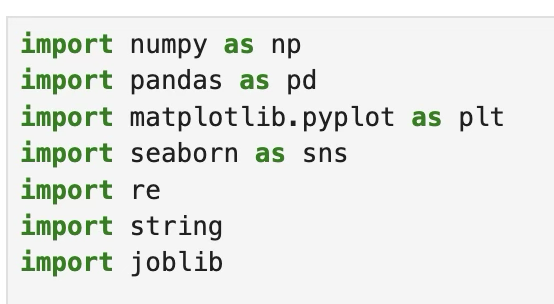 import numpy as np
import pandas as pd
import matplotlib.pyplot as plt
import seaborn as sns
import re
import string
import joblib